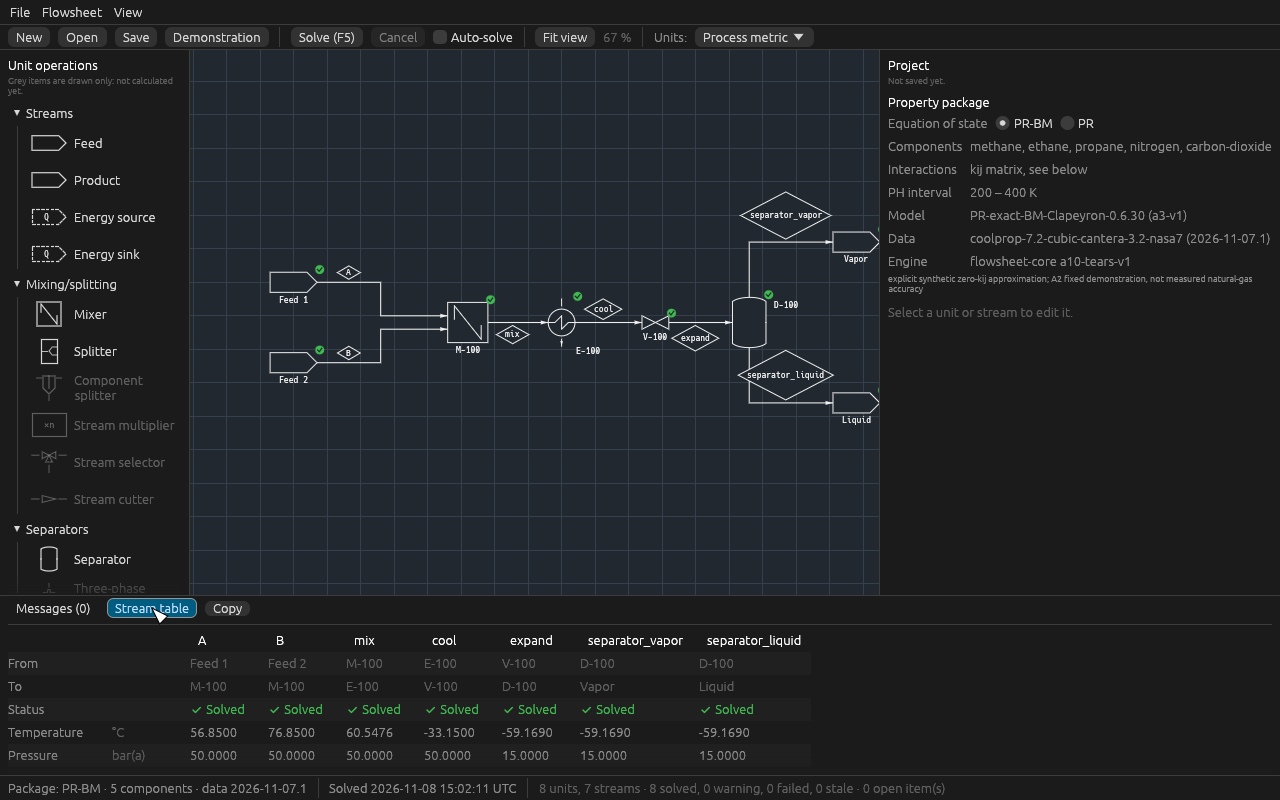 File Flowsheet View
New Open Save Demonstration Solve (F5) Cancel Auto-solve Fit view 67 % Units: Process metric
Unit operations
Grey items are drawn only: not calculated
yet.
Streams
Feed
Product
Q Energy source
Q Energy sink
Mixing/splitting
Mixer
Splitter
Component
splitter
×n Stream multiplier
Stream selector
Stream cutter
Separators
Separator
Three-phase
separator_vapor
Vapor
A
Feed 1
cool
D-100
mix
V-100
expand
M-100
E-100
B
Feed 2
separator_liquid
Liquid
Project
Not saved yet.
Property package
Equation of state PR-BM PR
Components methane, ethane, propane, nitrogen, carbon-dioxide
Interactions kij matrix, see below
PH interval 200 – 400 K
Model PR-exact-BM-Clapeyron-0.6.30 (a3-v1)
Data coolprop-7.2-cubic-cantera-3.2-nasa7 (2026-11-07.1)
Engine flowsheet-core a10-tears-v1
explicit synthetic zero-kij approximation; A2 fixed demonstration, not measured natural-gas
accuracy
Select a unit or stream to edit it.
Messages (0) Stream table Copy
A B mix cool expand separator_vapor separator_liquid
From Feed 1 Feed 2 M-100 E-100 V-100 D-100 D-100
To M-100 M-100 E-100 V-100 D-100 Vapor Liquid
Status ✓ Solved ✓ Solved ✓ Solved ✓ Solved ✓ Solved ✓ Solved ✓ Solved
Temperature °C 56.8500 76.8500 60.5476 -33.1500 -59.1690 -59.1690 -59.1690
Pressure bar(a) 50.0000 50.0000 50.0000 50.0000 15.0000 15.0000 15.0000
Package: PR-BM · 5 components · data 2026-11-07.1 Solved 2026-11-08 15:02:11 UTC 8 units, 7 streams · 8 solved, 0 warning, 0 failed, 0 stale · 0 open item(s)